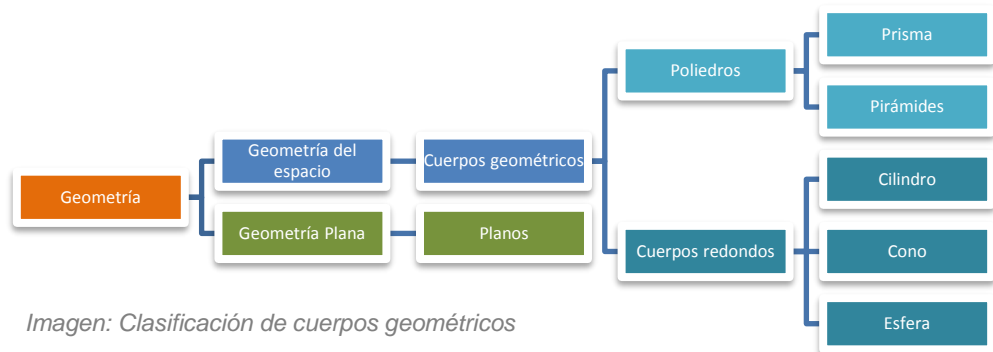 Geometría
Geometría del
espacio
Geometría Plana
Cuerpos geométricos
Planos
Poliedros
Cuerpos redondos
Prisma
Pirámides
Cilindro
Cono
Esfera
Imagen: Clasificación de cuerpos geométricos